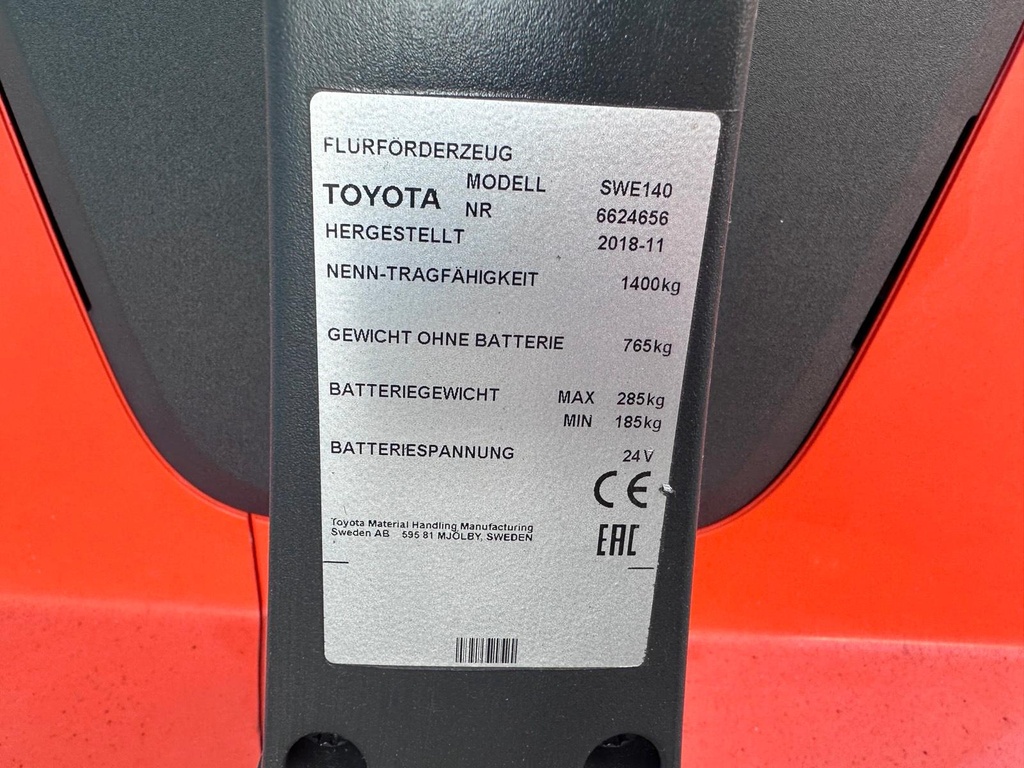 FLURFÖRDERZEUG
TOYOTA MODELL SWE140
NR 6624656
HERGESTELLT 2018-11
NENN-TRAGFÄHIGKEIT 1400kg
GEWICHT OHNE BATTERIE 765kg
BATTERIEGEWICHT MAX 285kg
MIN 185kg
BATTERIESPANNUNG 24V
CE
Toyota Material Handling Manufacturing
Sweden AB 595 81 MJÖLBY, SWEDEN
EAC